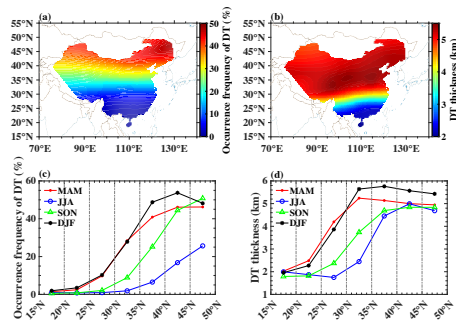 (a)
55°N
50°N
45°N
40°N
35°N
30°N
25°N
20°N
15°N
70°E 90°E 110°E 130°E
50
40
30
20
10
0
Occurrence frequency of DT (%)
(b)
55°N
50°N
45°N
40°N
35°N
30°N
25°N
20°N
15°N
70°E 90°E 110°E 130°E
5
4
3
2
DT thickness (km)
(c)
Occurrence frequency of DT (%)
60
40
20
0
MAM
JJA
SON
DJF
15°N 20°N 25°N 30°N 35°N 40°N 45°N 50°N
(d)
DT thickness (km)
6
5
4
3
2
1
MAM
JJA
SON
DJF
15°N 20°N 25°N 30°N 35°N 40°N 45°N 50°N